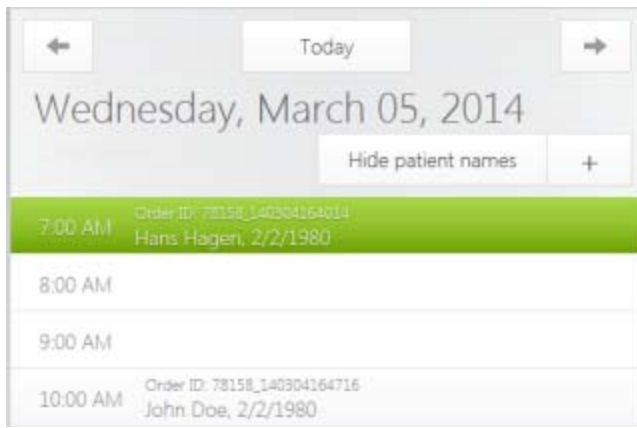 Today
Wednesday, March 05, 2014
Hide patient names +
7:00 AM
Order ID: 78158_140304164014
Hans Hagen, 2/2/1980
8:00 AM
9:00 AM
10:00 AM
Order ID: 78158_140304164716
John Doe, 2/2/1980